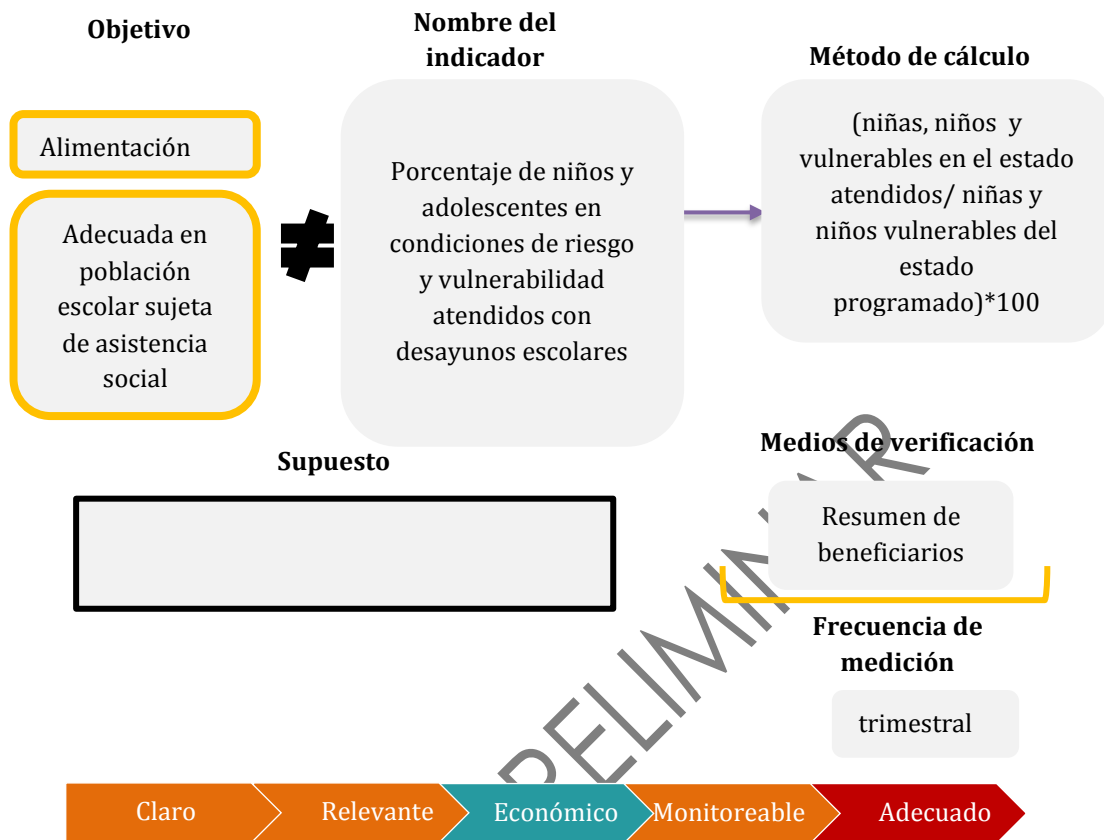 Objetivo
Nombre del
indicador
Método de cálculo
Alimentación
Adecuada en
población
escolar sujeta
de asistencia
social
≠
Porcentaje de niños y
adolescentes en
condiciones de riesgo
y vulnerabilidad
atendidos con
desayunos escolares
(niñas, niños y
vulnerables en el estado
atendidos/ niñas y
niños vulnerables del
estado
programado)*100
Supuesto
Medios de verificación
Resumen de
beneficiarios
Frecuencia de
medición
trimestral
RELIMINAR
Claro
Relevante
Económico
Monitoreable
Adecuado